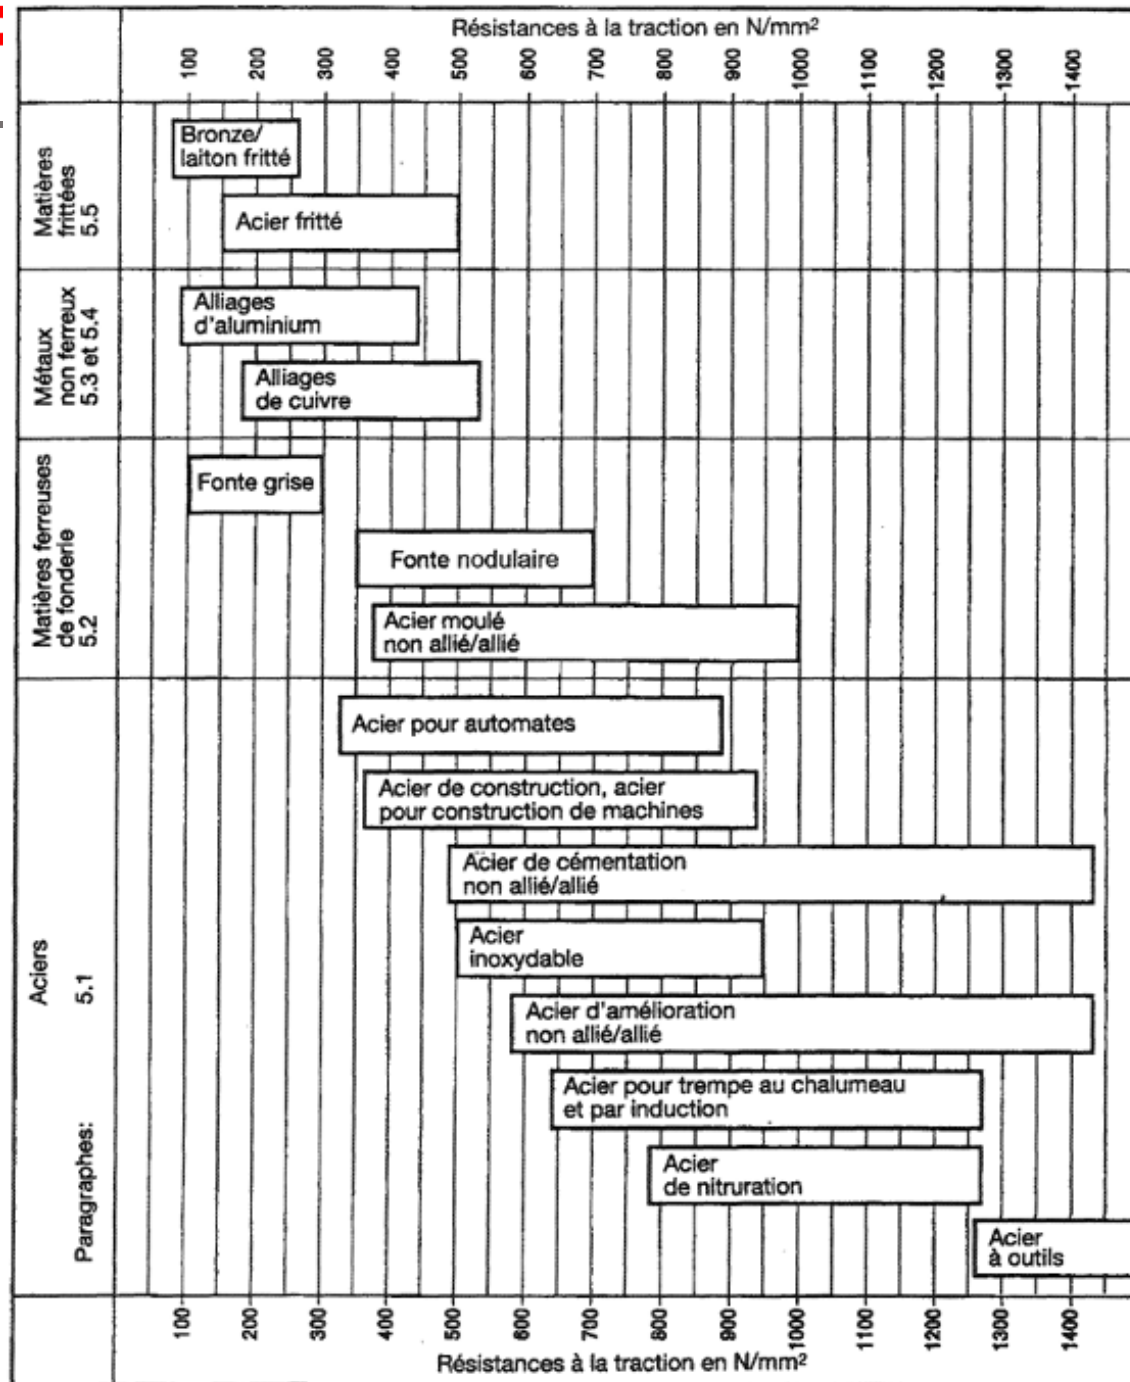 Résistances à la traction en N/mm²
100 200 300 400 500 600 700 800 900 1000 1100 1200 1300 1400
Matières
frittées
5.5
Bronze/
laiton fritté
Acier fritté
Métaux
non ferreux
5.3 et 5.4
Alliages
d'aluminium
Alliages
de cuivre
Matières ferreuses
de fonderie
5.2
Fonte grise
Fonte nodulaire
Acier moulé
non allié/allié
Aciers
5.1
Paragraphes:
Acier pour automates
Acier de construction, acier
pour construction de machines
Acier de cémentation
non allié/allié
Acier
inoxydable
Acier d'amélioration
non allié/allié
Acier pour trempe au chalumeau
et par induction
Acier
de nitruration
Acier
à outils
100 200 300 400 500 600 700 800 900 1000 1100 1200 1300 1400
Résistances à la traction en N/mm²